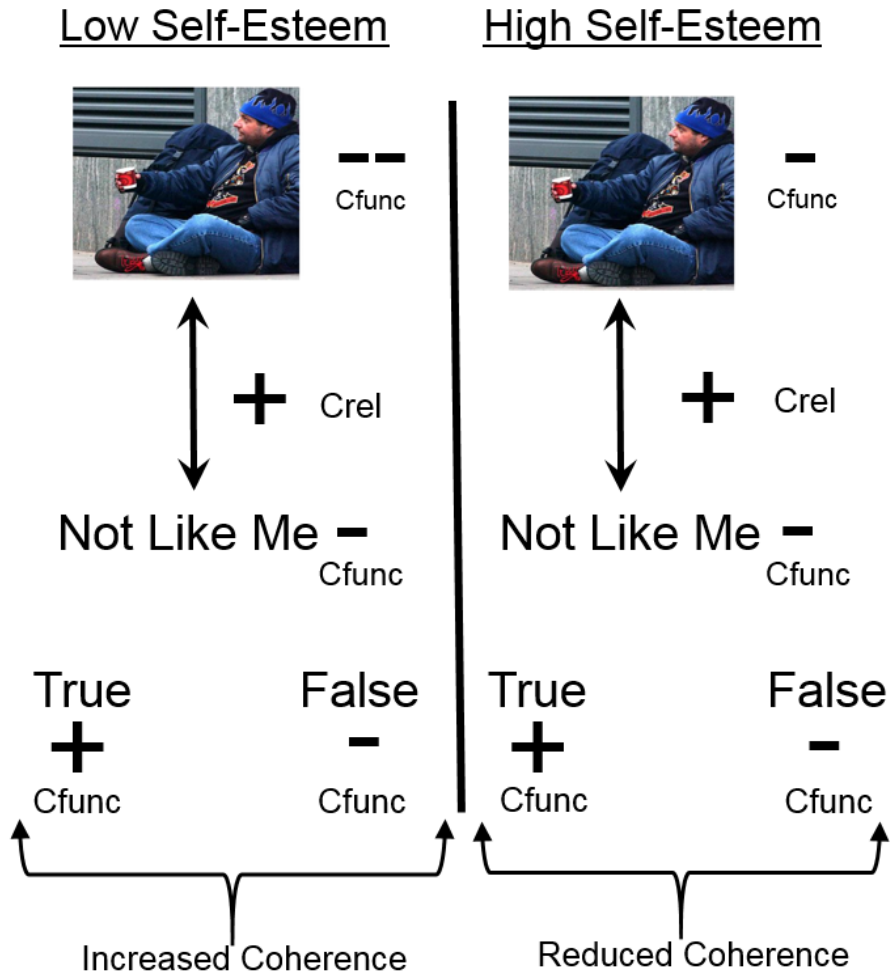 Low Self-Esteem
High Self-Esteem
--
Cfunc
-
Cfunc
+ Crel
+ Crel
Not Like Me -
Cfunc
Not Like Me -
Cfunc
True
False
True
False
+
-
+
-
Cfunc
Cfunc
Cfunc
Cfunc
Increased Coherence
Reduced Coherence